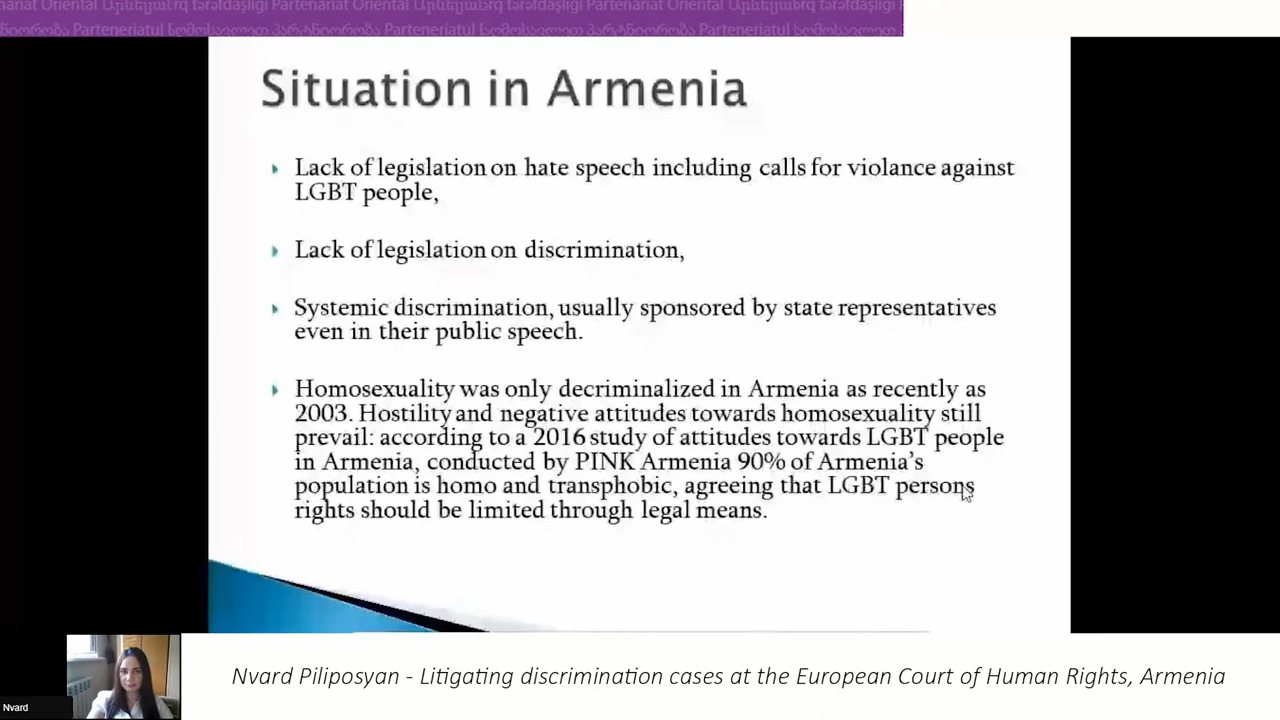 Partenariat Oriental Արևելյան
Parteneriatul
Situation in Armenia
Lack of legislation on hate speech including calls for violance against
LGBT people,
Lack of legislation on discrimination,
Systemic discrimination, usually sponsored by state representatives
even in their public speech.
Homosexuality was only decriminalized in Armenia as recently as
2003. Hostility and negative attitudes towards homosexuality still
prevail: according to a 2016 study of attitudes towards LGBT people
in Armenia, conducted by PINK Armenia 90% of Armenia’s
population is homo and transphobic, agreeing that LGBT persons
rights should be limited through legal means.
Nvard Piliposyan - Litigating discrimination cases at the European Court of Human Rights, Armenia
Nvard